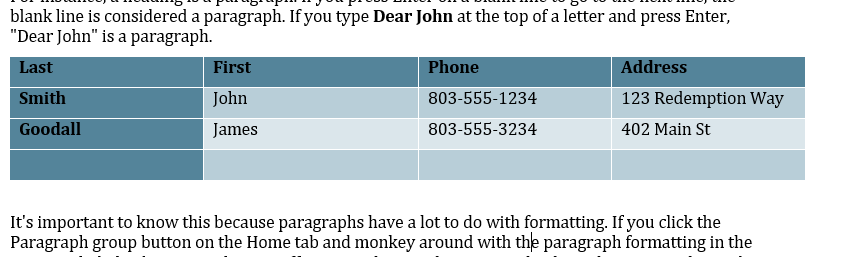 For instance, a heading is a paragraph. If you press Enter on a blank line to go to the next line, the
blank line is considered a paragraph. If you type Dear John at the top of a letter and press Enter,
"Dear John" is a paragraph.
Last First Phone Address
Smith John 803-555-1234 123 Redemption Way
Goodall James 803-555-3234 402 Main St
It's important to know this because paragraphs have a lot to do with formatting. If you click the
Paragraph group button on the Home tab and monkey around with the paragraph formatting in the